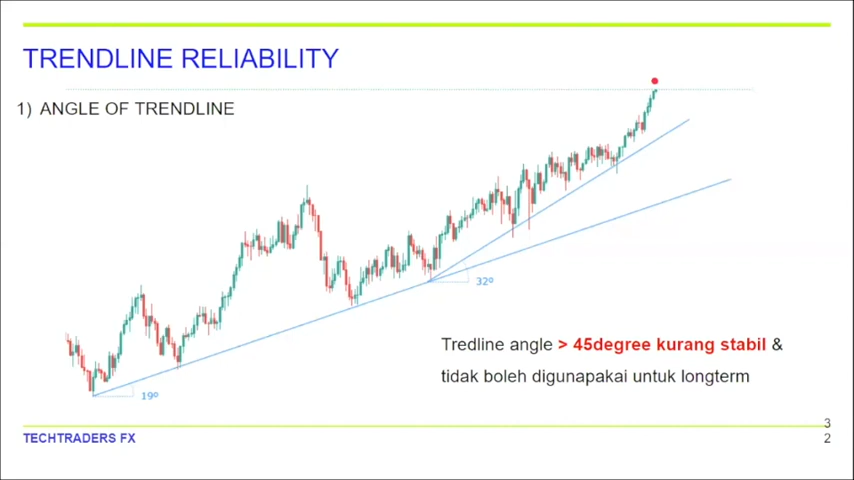 TRENDLINE RELIABILITY
1) ANGLE OF TRENDLINE
32º
Tredline angle > 45degree kurang stabil &
tidak boleh digunapakai untuk longterm
19º
TECHTRADERS FX
3
2